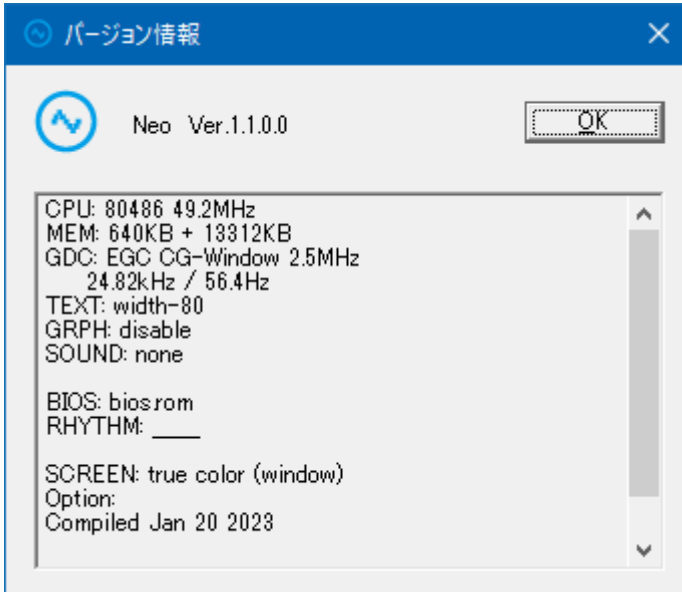 バージョン情報
Neo Ver.1.1.0.0
OK
CPU: 80486 49.2MHz
MEM: 640KB + 13312KB
GDC: EGC CG-Window 2.5MHz
24.82kHz / 56.4Hz
TEXT: width-80
GRPH: disable
SOUND: none
BIOS: biosrom
RHYTHM: ____
SCREEN: true color (window)
Option:
Compiled Jan 20 2023